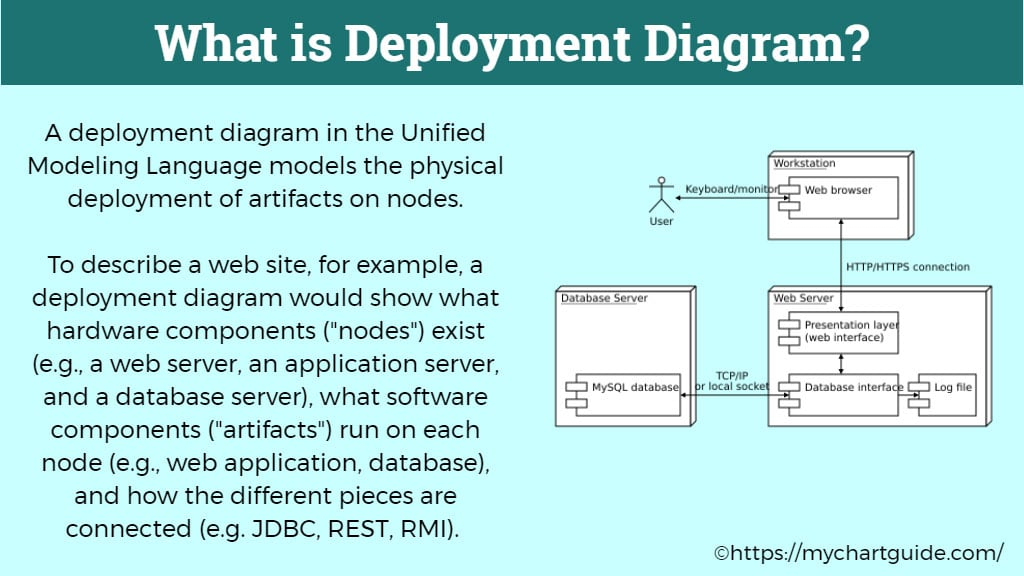 What is Deployment Diagram?
A deployment diagram in the Unified
Modeling Language models the physical
deployment of artifacts on nodes.
To describe a web site, for example, a
deployment diagram would show what
hardware components ("nodes") exist
(e.g., a web server, an application server,
and a database server), what software
components ("artifacts") run on each
node (e.g., web application, database),
and how the different pieces are
connected (e.g. JDBC, REST, RMI).
Workstation
Keyboard/monitor
Web browser
User
HTTP/HTTPS connection
Database Server
Web Server
Presentation layer
(web interface)
TCP/IP
or local socket
MySQL database
Database interface
Log file
©https://mychartguide.com/